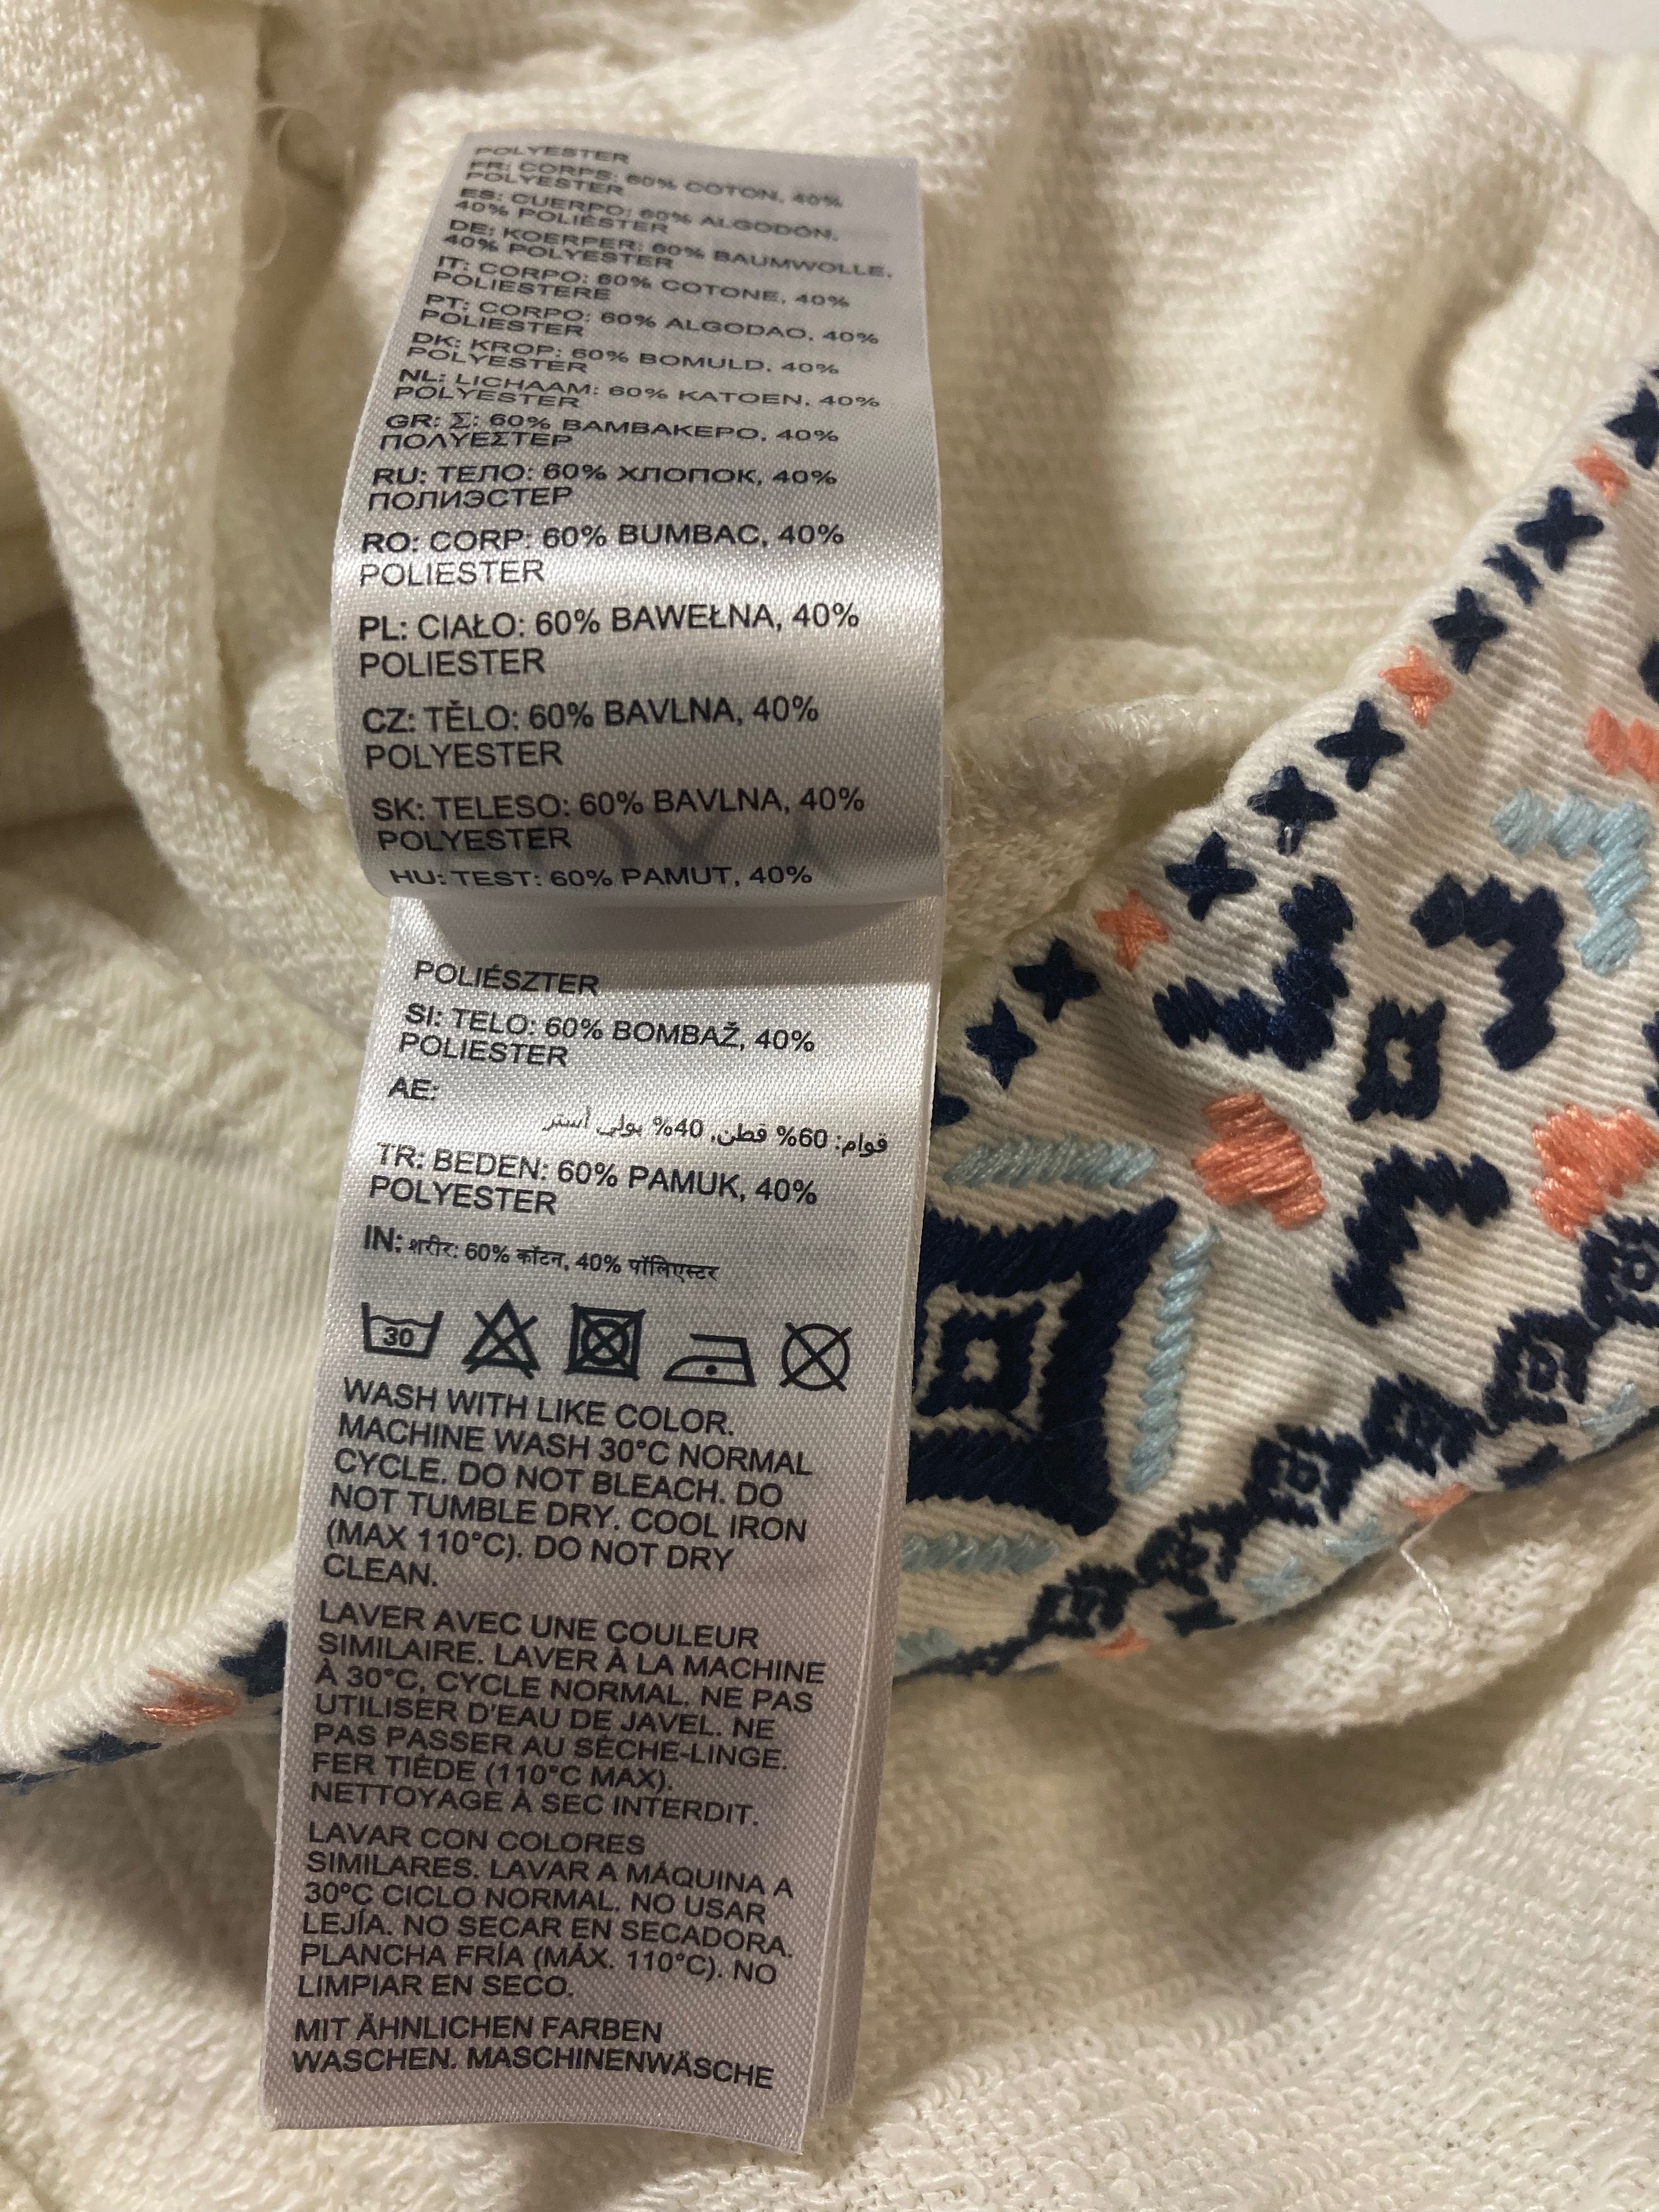 POLYESTER
FR: CORPS: 60% COTON, 40%
POLYESTER
ES: CUERPO: 60% ALGODÓN,
40% POLIÉSTER
DE: KOERPER: 60% BAUMWOLLE,
40% POLYESTER
IT: CORPO: 60% COTONE, 40%
POLIESTERE
PT: CORPO: 60% ALGODAO, 40%
POLIESTER
DK: KROP: 60% BOMULD, 40%
POLYESTER
NL: LICHAAM: 60% KATOEN, 40%
POLYESTER
GR: Σ: 60% ΒΑΜΒΑΚΕΡΟ, 40%
ΠΟΛΥΕΣΤΕΡ
RU: ТЕЛО: 60% ХЛОПОК, 40%
ПОЛИЭСТЕР
RO: CORP: 60% BUMBAC, 40%
POLIESTER
PL: CIAŁO: 60% BAWEŁNA, 40%
POLIESTER
CZ: TĚLO: 60% BAVLNA, 40%
POLYESTER
SK: TELESO: 60% BAVLNA, 40%
POLYESTER
HU: TEST: 60% PAMUT, 40%
POLIÉSZTER
SI: TELO: 60% BOMBAŽ, 40%
POLIESTER
AE:
قوام: 60% قطن, 40% بولي أستر
TR: BEDEN: 60% PAMUK, 40%
POLYESTER
IN: शरीर: 60% कॉटन, 40% पॉलिएस्टर
30
WASH WITH LIKE COLOR.
MACHINE WASH 30°C NORMAL
CYCLE. DO NOT BLEACH. DO
NOT TUMBLE DRY. COOL IRON
(MAX 110°C). DO NOT DRY
CLEAN.
LAVER AVEC UNE COULEUR
SIMILAIRE. LAVER À LA MACHINE
À 30°C, CYCLE NORMAL. NE PAS
UTILISER D'EAU DE JAVEL. NE
PAS PASSER AU SÈCHE-LINGE.
FER TIÈDE (110°C MAX).
NETTOYAGE À SEC INTERDIT.
LAVAR CON COLORES
SIMILARES. LAVAR A MÁQUINA A
30°C CICLO NORMAL. NO USAR
LEJÍA. NO SECAR EN SECADORA.
PLANCHA FRÍA (MÁX. 110°C). NO
LIMPIAR EN SECO.
MIT ÄHNLICHEN FARBEN
WASCHEN. MASCHINENWÄSCHE